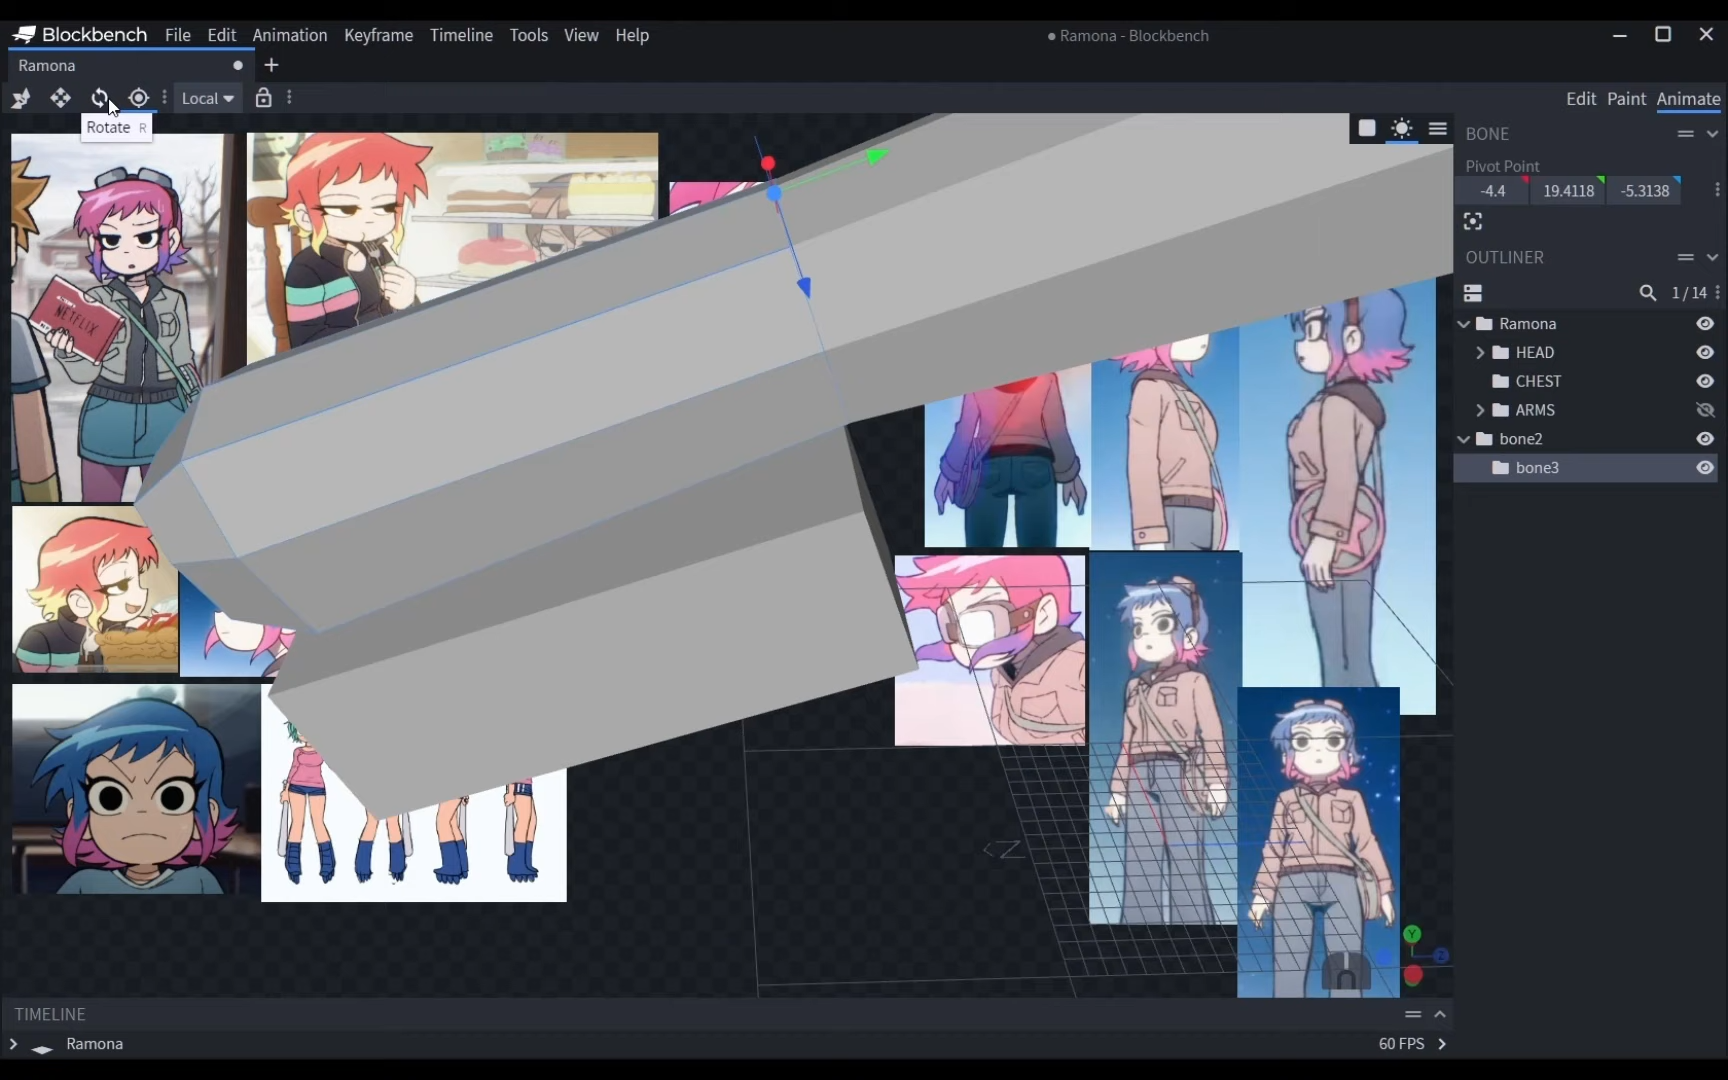 Blockbench File Edit Animation Keyframe Timeline Tools View Help
Ramona - Blockbench
Ramona
Local
Edit Paint Animate
Rotate R
BONE
Pivot Point
-4.4 19.4118 -5.3138
OUTLINER
1 / 14
Ramona
HEAD
CHEST
ARMS
bone2
bone3
NETFLIX
Z
Y
Z
TIMELINE
Ramona
60 FPS